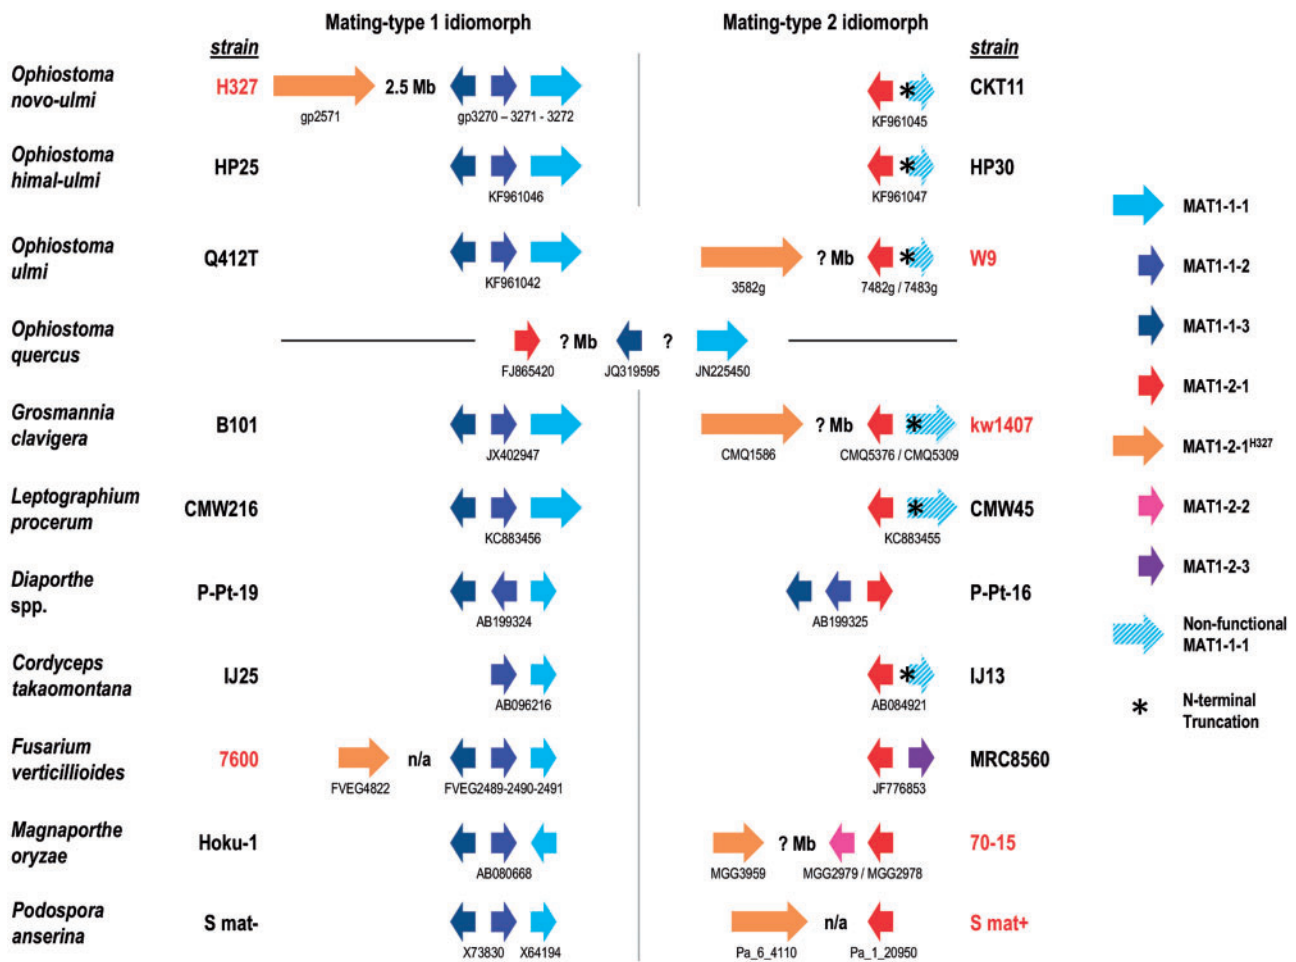 Mating-type 1 idiomorph
Mating-type 2 idiomorph
strain
strain
Ophiostoma
novo-ulmi
H327
2.5 Mb
gp2571
gp3270 – 3271 - 3272
*
KF961045
CKT11
Ophiostoma
himal-ulmi
HP25
KF961046
*
KF961047
HP30
Ophiostoma
ulmi
Q412T
KF961042
? Mb
*
3582g
7482g / 7483g
W9
Ophiostoma
quercus
? Mb
?
FJ865420
JQ319595
JN225450
Grosmannia
clavigera
B101
JX402947
? Mb
*
CMQ1586
CMQ5376 / CMQ5309
kw1407
Leptographium
procerum
CMW216
KC883456
*
KC883455
CMW45
Diaporthe
spp.
P-Pt-19
AB199324
AB199325
P-Pt-16
Cordyceps
takaomontana
IJ25
AB096216
*
AB084921
IJ13
Fusarium
verticillioides
7600
n/a
FVEG4822
FVEG2489-2490-2491
JF776853
MRC8560
Magnaporthe
oryzae
Hoku-1
AB080668
? Mb
MGG3959
MGG2979 / MGG2978
70-15
Podospora
anserina
S mat-
X73830
X64194
n/a
Pa_6_4110
Pa_1_20950
S mat+
MAT1-1-1
MAT1-1-2
MAT1-1-3
MAT1-2-1
MAT1-2-1H327
MAT1-2-2
MAT1-2-3
Non-functional
MAT1-1-1
*
N-terminal
Truncation